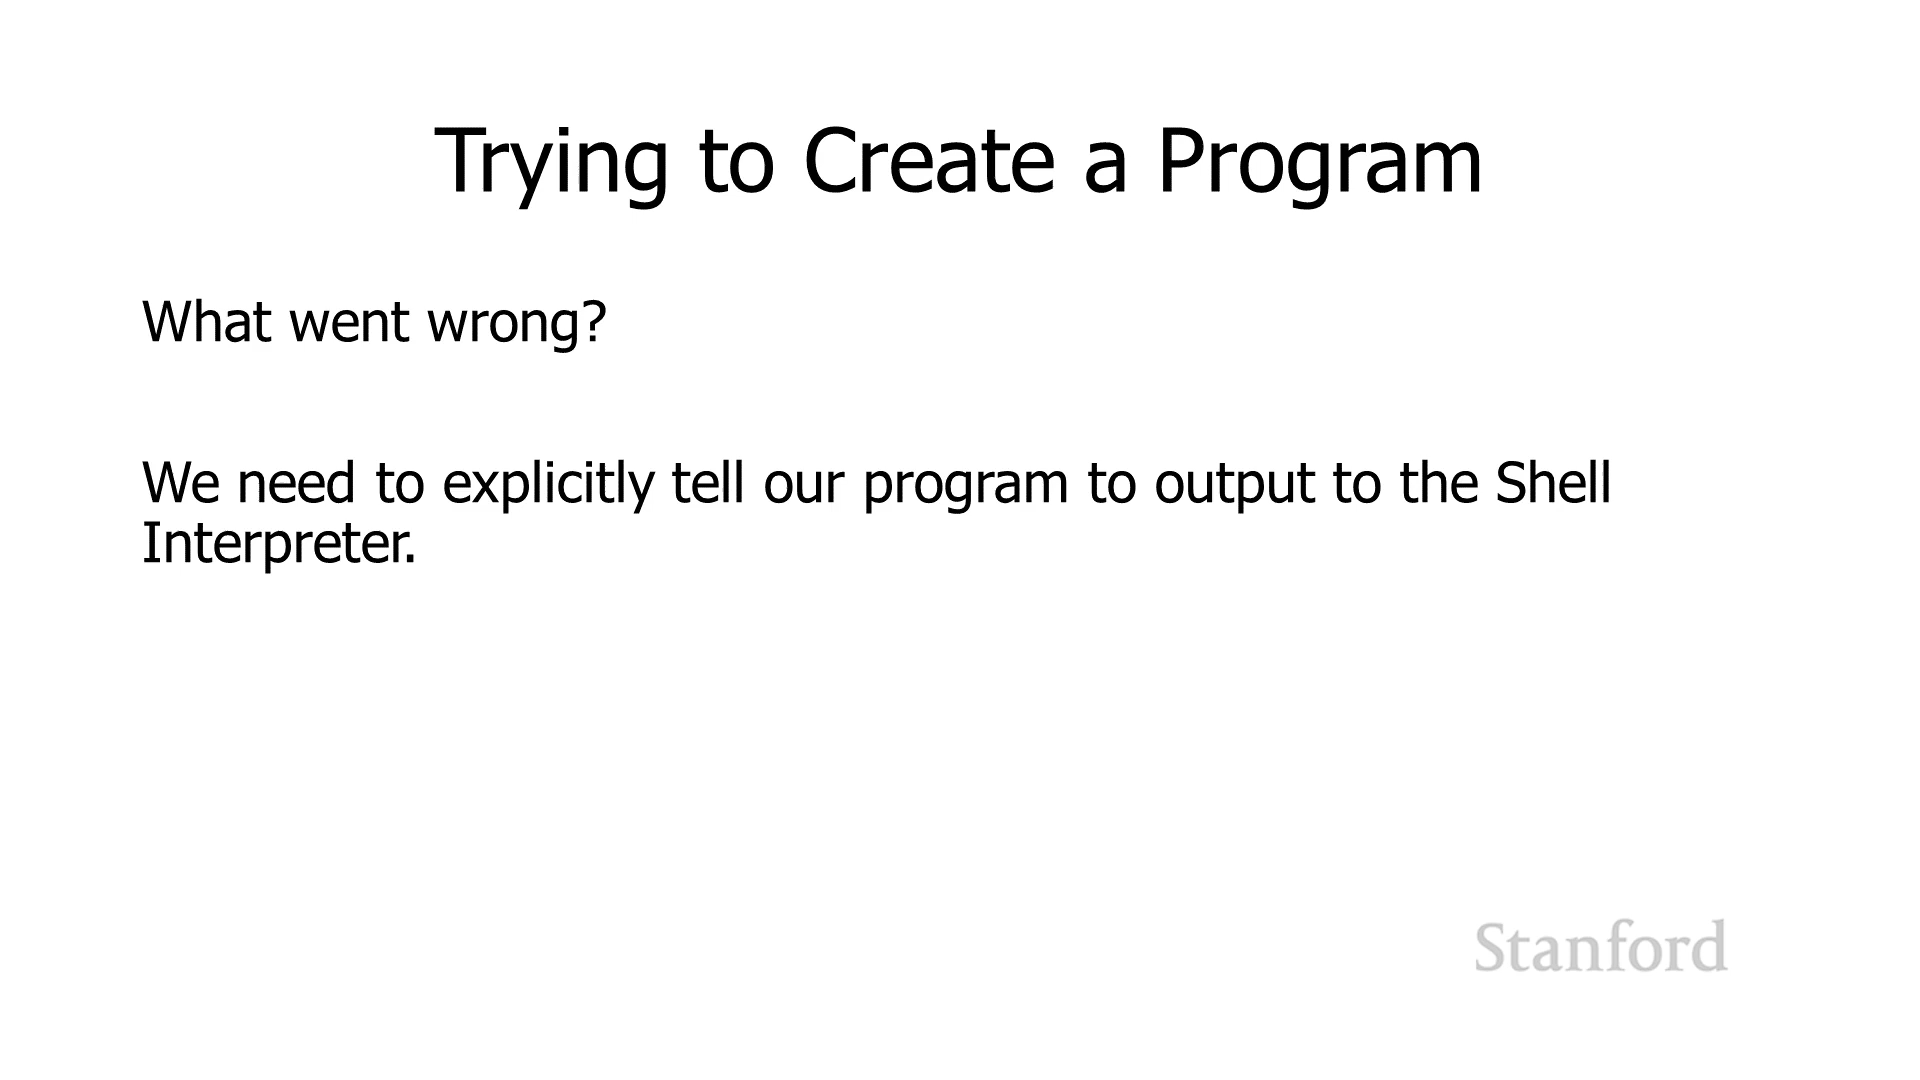 Trying to Create a Program
What went wrong?
We need to explicitly tell our program to output to the Shell
Interpreter.
Stanford